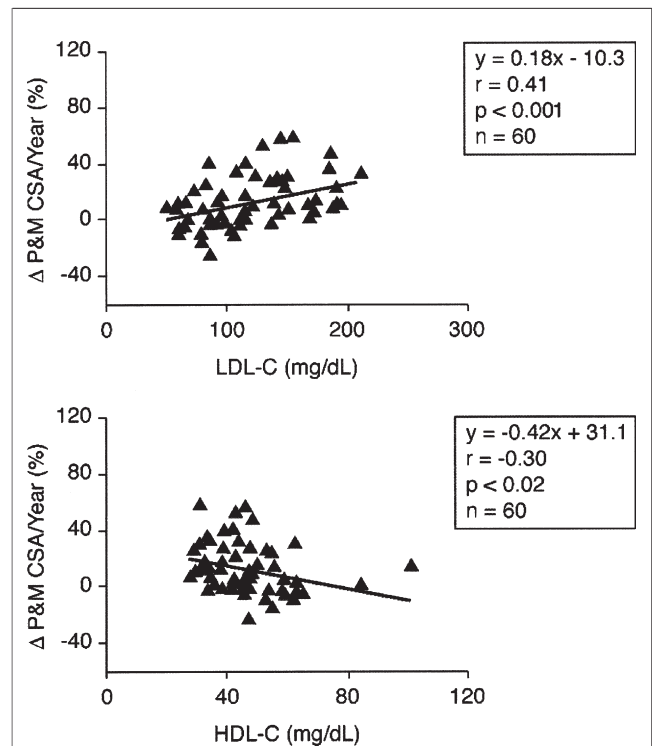 120
80
40
0
-40
Δ P&M CSA/Year (%)
y = 0.18x - 10.3
r = 0.41
p < 0.001
n = 60
0 100 200 300
LDL-C (mg/dL)
120
80
40
0
-40
Δ P&M CSA/Year (%)
y = -0.42x + 31.1
r = -0.30
p < 0.02
n = 60
0 40 80 120
HDL-C (mg/dL)